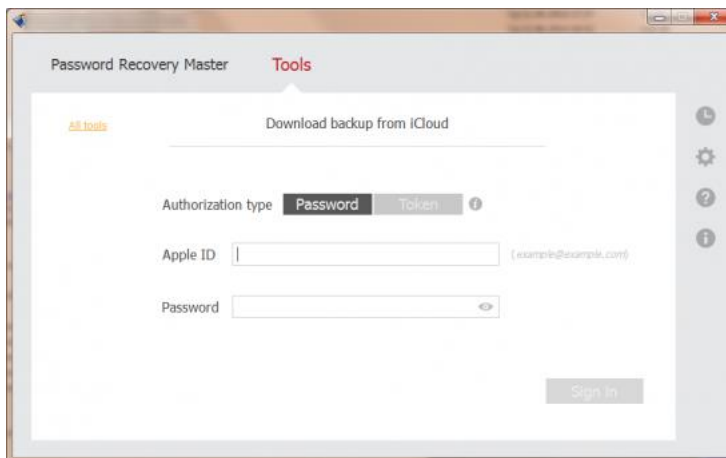 Password Recovery Master Tools
All tools
Download backup from iCloud
Authorization type Password Token i
Apple ID (example@example.com)
Password
Sign in